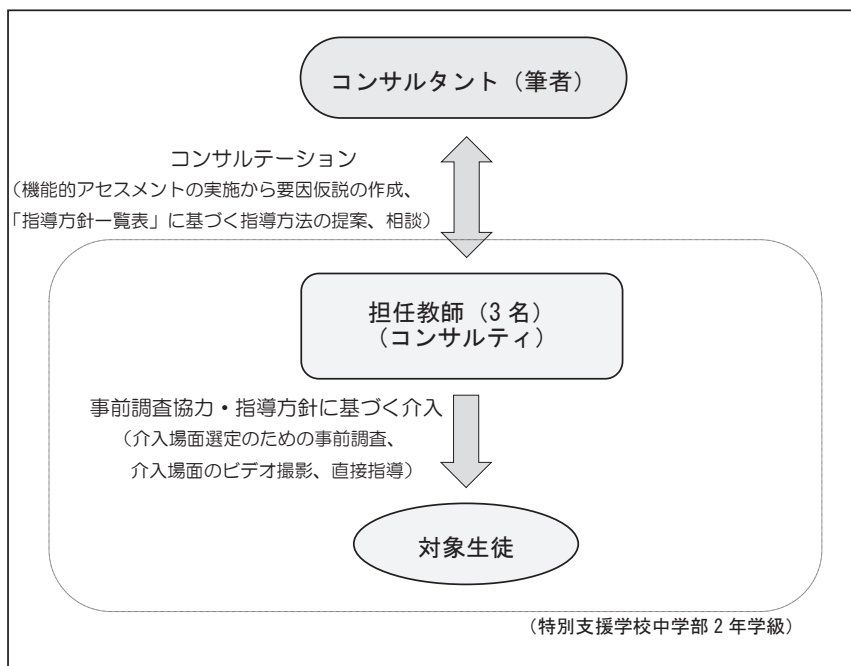 コンサルタント（筆者）
コンサルテーション
（機能的アセスメントの実施から要因仮説の作成、
「指導方針一覧表」に基づく指導方法の提案、相談）
担任教師（3名）
（コンサルティ）
事前調査協力・指導方針に基づく介入
（介入場面選定のための事前調査、
介入場面のビデオ撮影、直接指導）
対象生徒
（特別支援学校中学部2年学級）